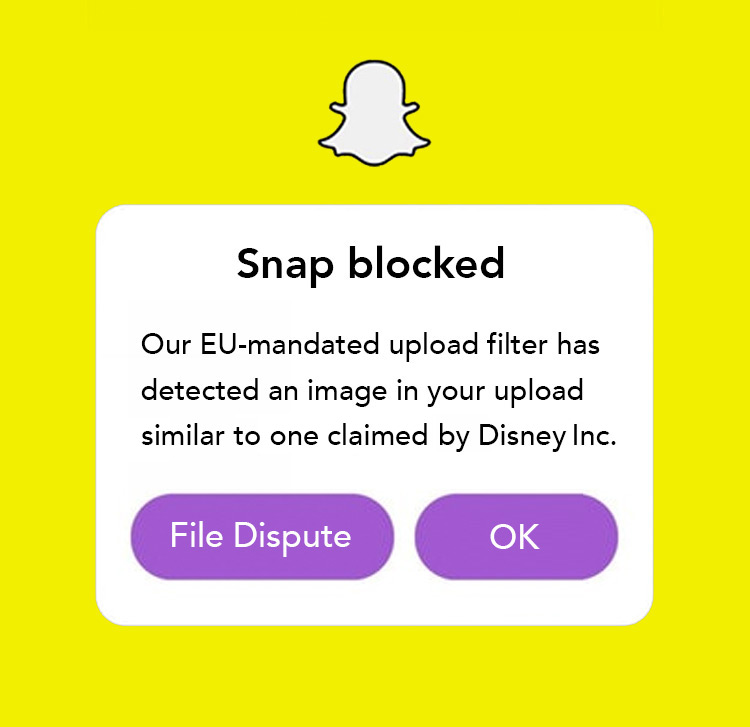 Snap blocked
Our EU-mandated upload filter has
detected an image in your upload
similar to one claimed by Disney Inc.
File Dispute
OK